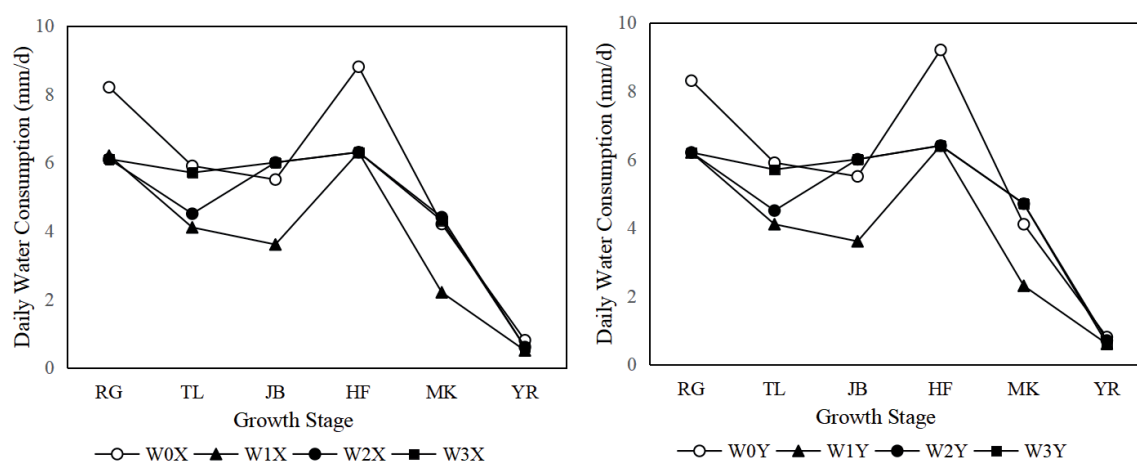 Daily Water Consumption (mm/d)
10
8
6
4
2
0
RG TL JB HF MK YR
Growth Stage
W0X W1X W2X W3X
Daily Water Consumption (mm/d)
10
8
6
4
2
0
RG TL JB HF MK YR
Growth Stage
W0Y W1Y W2Y W3Y